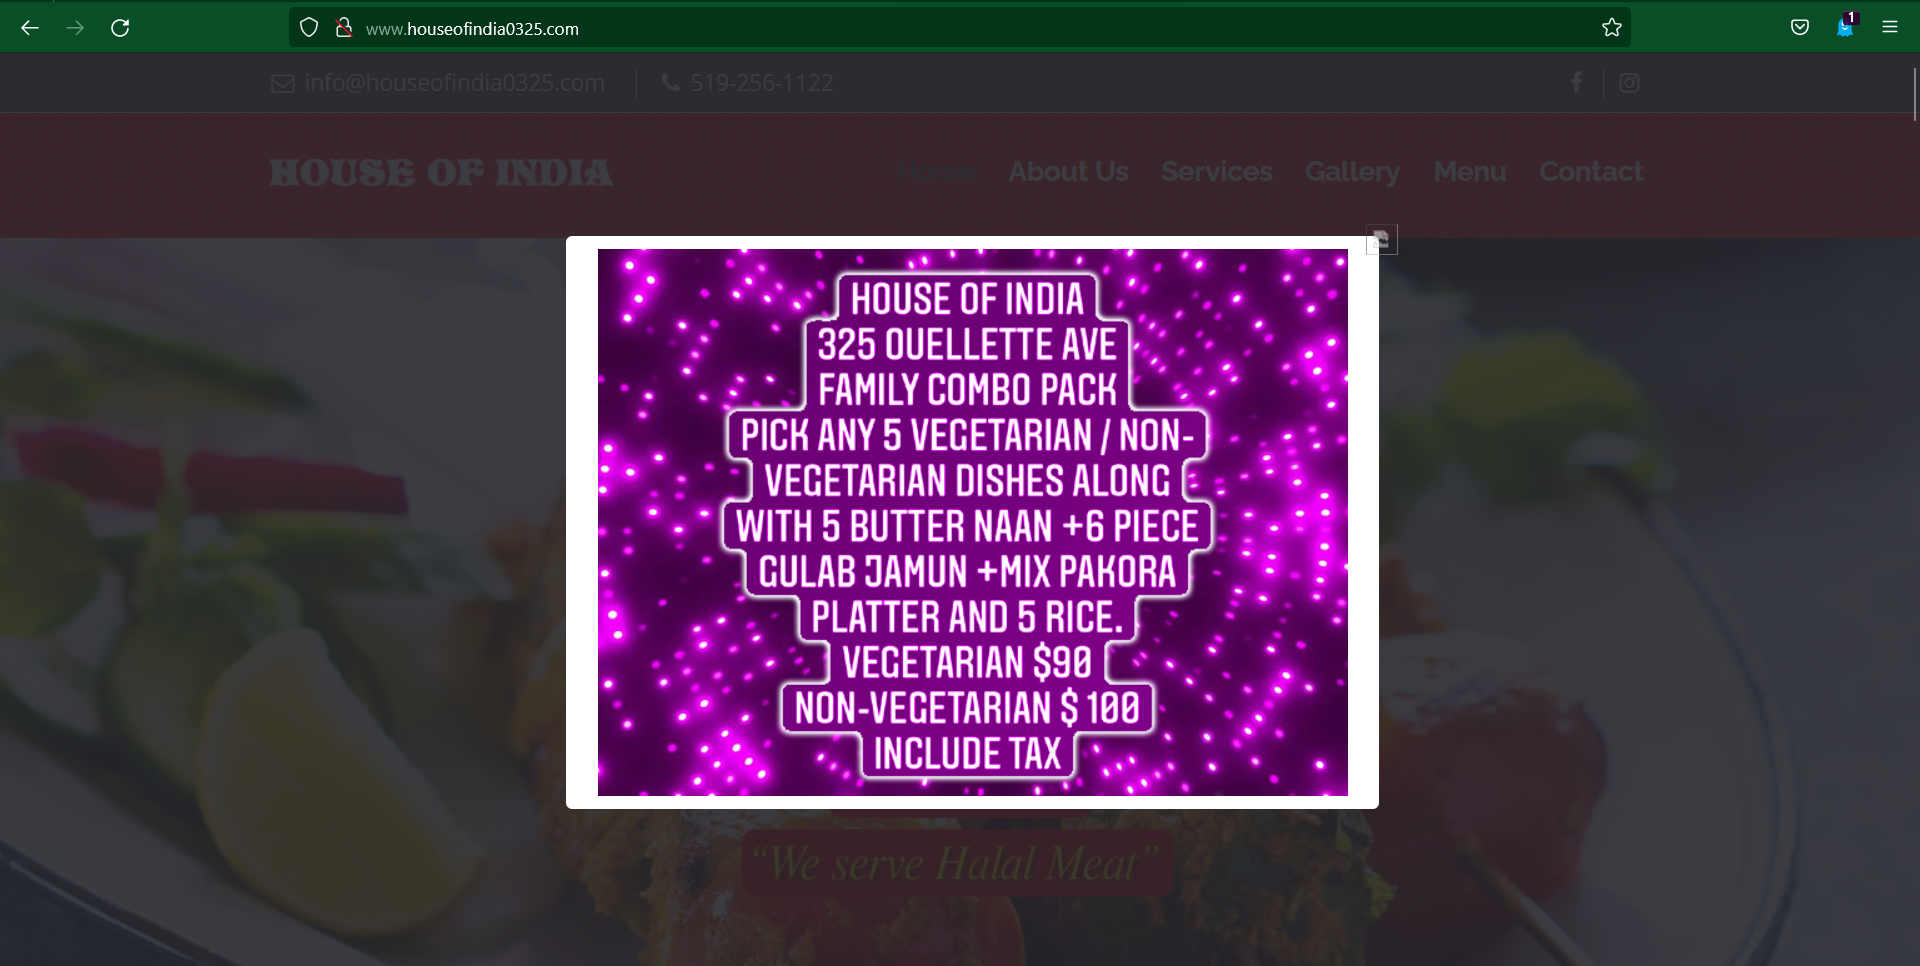 www.houseofindia0325.com
1
info@houseofindia0325.com
519-256-1122
HOUSE OF INDIA
Home
About Us
Services
Gallery
Menu
Contact
HOUSE OF INDIA
325 OUELLETTE AVE
FAMILY COMBO PACK
PICK ANY 5 VEGETARIAN / NON-
VEGETARIAN DISHES ALONG
WITH 5 BUTTER NAAN +6 PIECE
GULAB JAMUN +MIX PAKORA
PLATTER AND 5 RICE.
VEGETARIAN $90
NON-VEGETARIAN $ 100
INCLUDE TAX
“We serve Halal Meat”